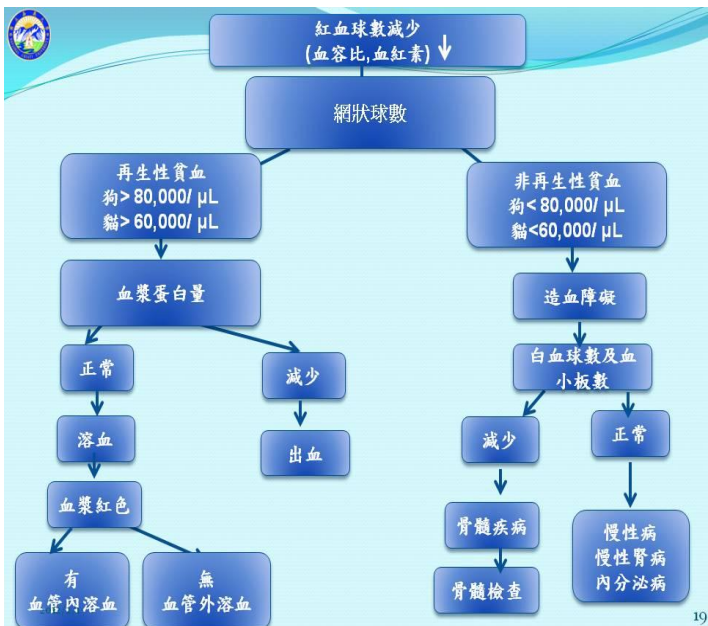 紅血球數減少
(血容比,血紅素)
網狀球數
再生性貧血
狗> 80,000/ μL
貓> 60,000/ μL
非再生性貧血
狗< 80,000/ μL
貓<60,000/ μL
血漿蛋白量
造血障礙
正常
減少
白血球數及血
小板數
溶血
出血
減少
正常
血漿紅色
骨髓疾病
慢性病
慢性腎病
內分泌病
有
血管內溶血
無
血管外溶血
骨髓檢查
19